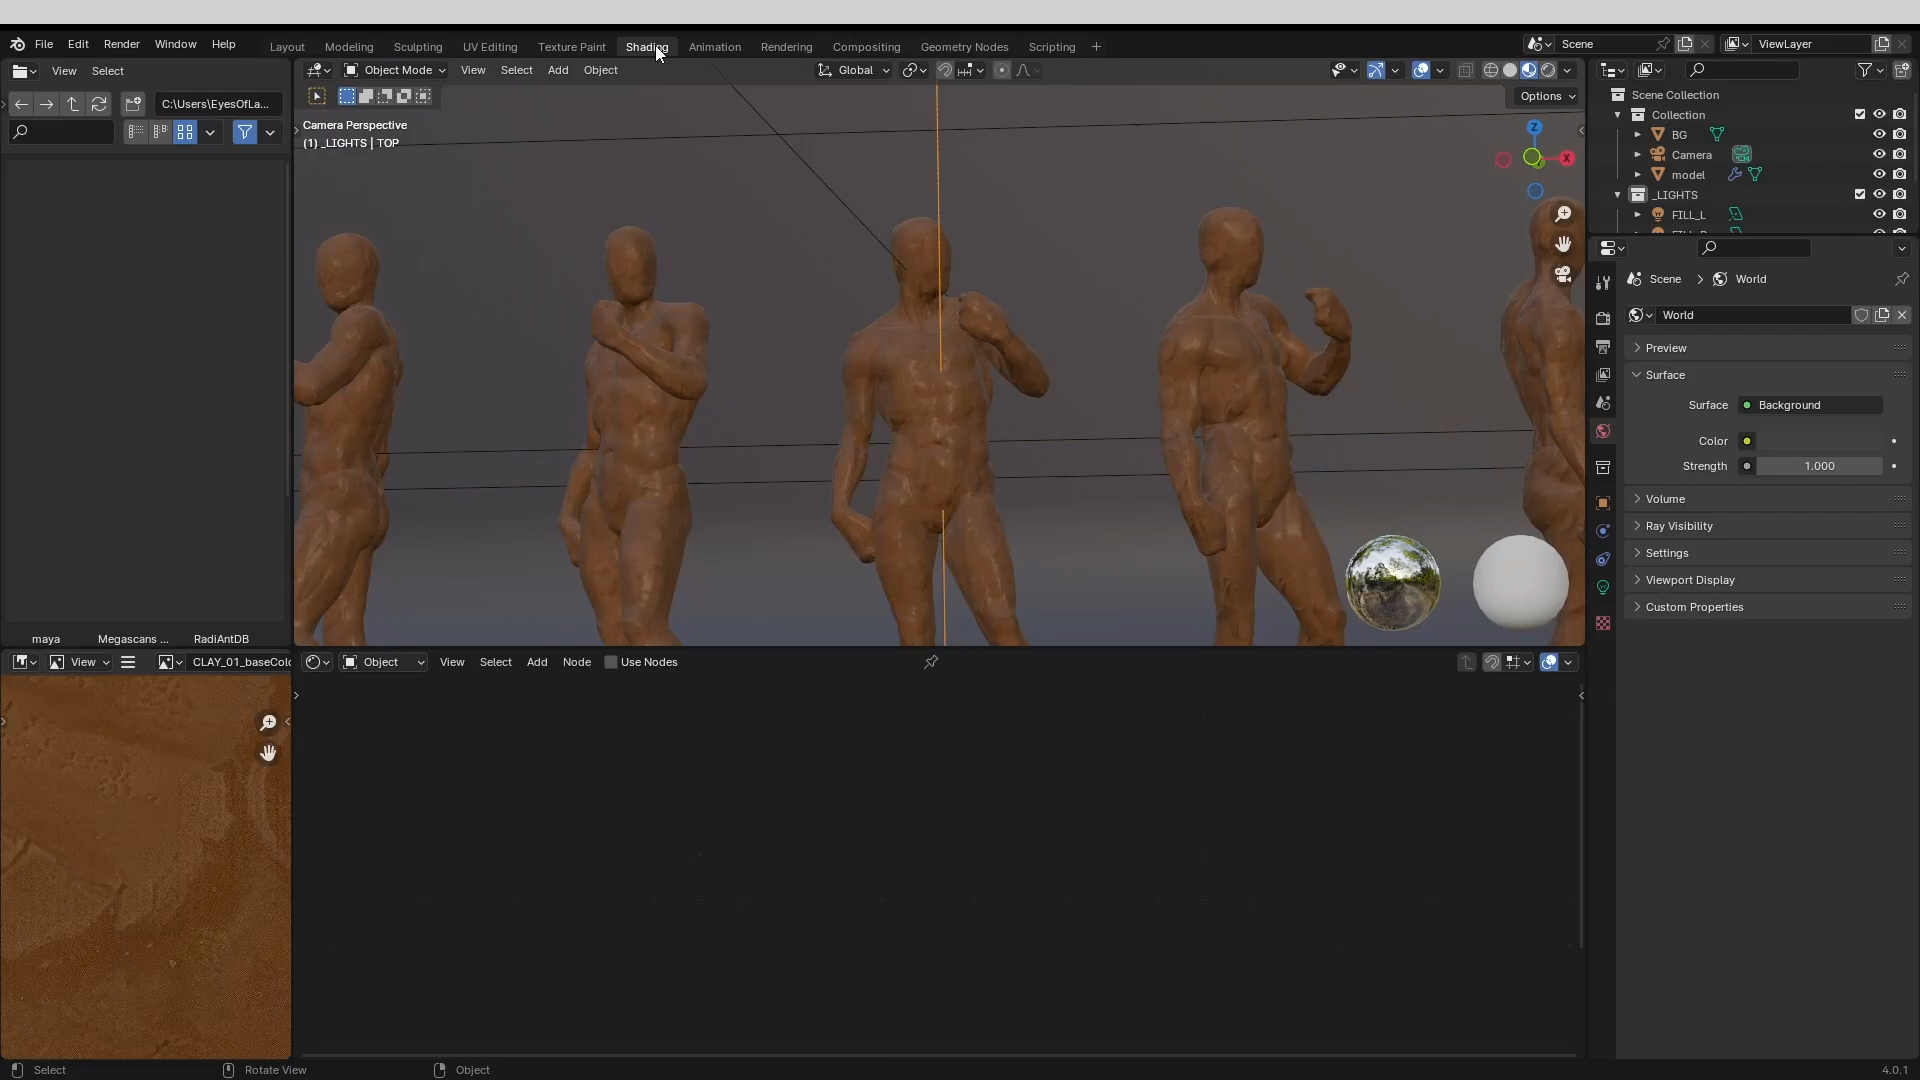 File Edit Render Window Help Layout Modeling Sculpting UV Editing Texture Paint Shading Animation Rendering Compositing Geometry Nodes Scripting + Scene ViewLayer
View Select
Object Mode View Select Add Object Global
C:\Users\EyesOfLa...
Options
Camera Perspective
(1) _LIGHTS | TOP
Z
X
maya Megascans ... RadiAntDB
View CLAY_01_baseColo
Object View Select Add Node Use Nodes
Scene Collection
Collection
BG
Camera
model
_LIGHTS
FILL_L
Scene > World
World
Preview
Surface
Surface Background
Color
Strength 1.000
Volume
Ray Visibility
Settings
Viewport Display
Custom Properties
Select Rotate View Object 4.0.1